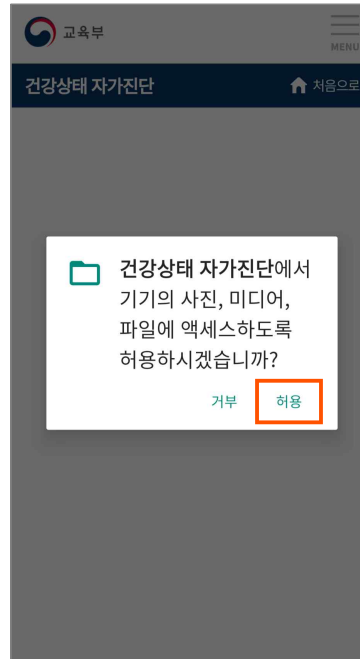 교육부
MENU
건강상태 자가진단
처음으로
건강상태 자가진단에서
기기의 사진, 미디어,
파일에 액세스하도록
허용하시겠습니까?
거부
허용